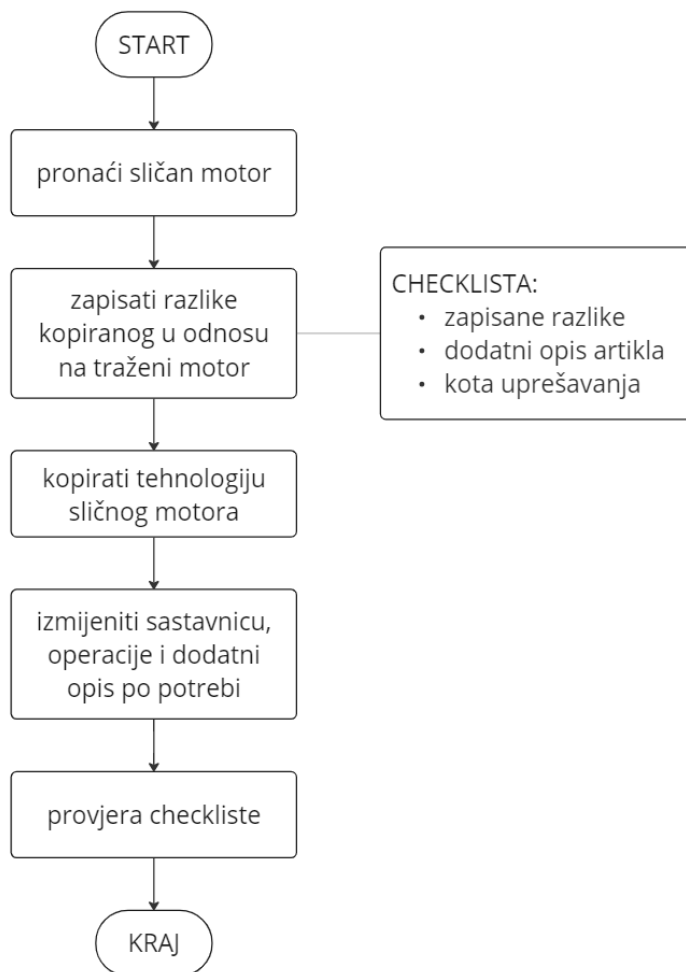 START
pronaći sličan motor
zapisati razlike
kopiranog u odnosu
na traženi motor
CHECKLISTA:
• zapisane razlike
• dodatni opis artikla
• kota uprešavanja
kopirati tehnologiju
sličnog motora
izmijeniti sastavnicu,
operacije i dodatni
opis po potrebi
provjera checkliste
KRAJ